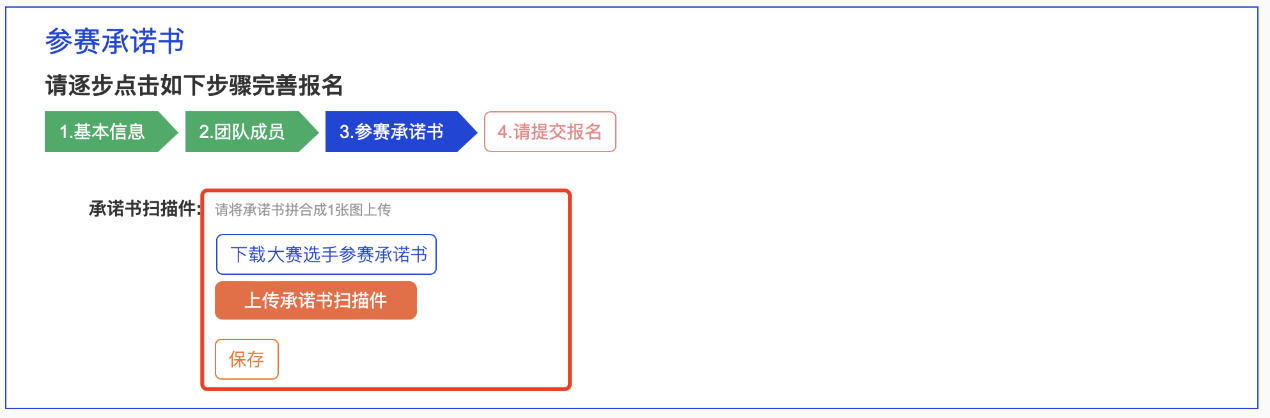 参赛承诺书
请逐步点击如下步骤完善报名
1.基本信息 2.团队成员 3.参赛承诺书 4.请提交报名
承诺书扫描件: 请将承诺书拼合成1张图上传
下载大赛选手参赛承诺书
上传承诺书扫描件
保存